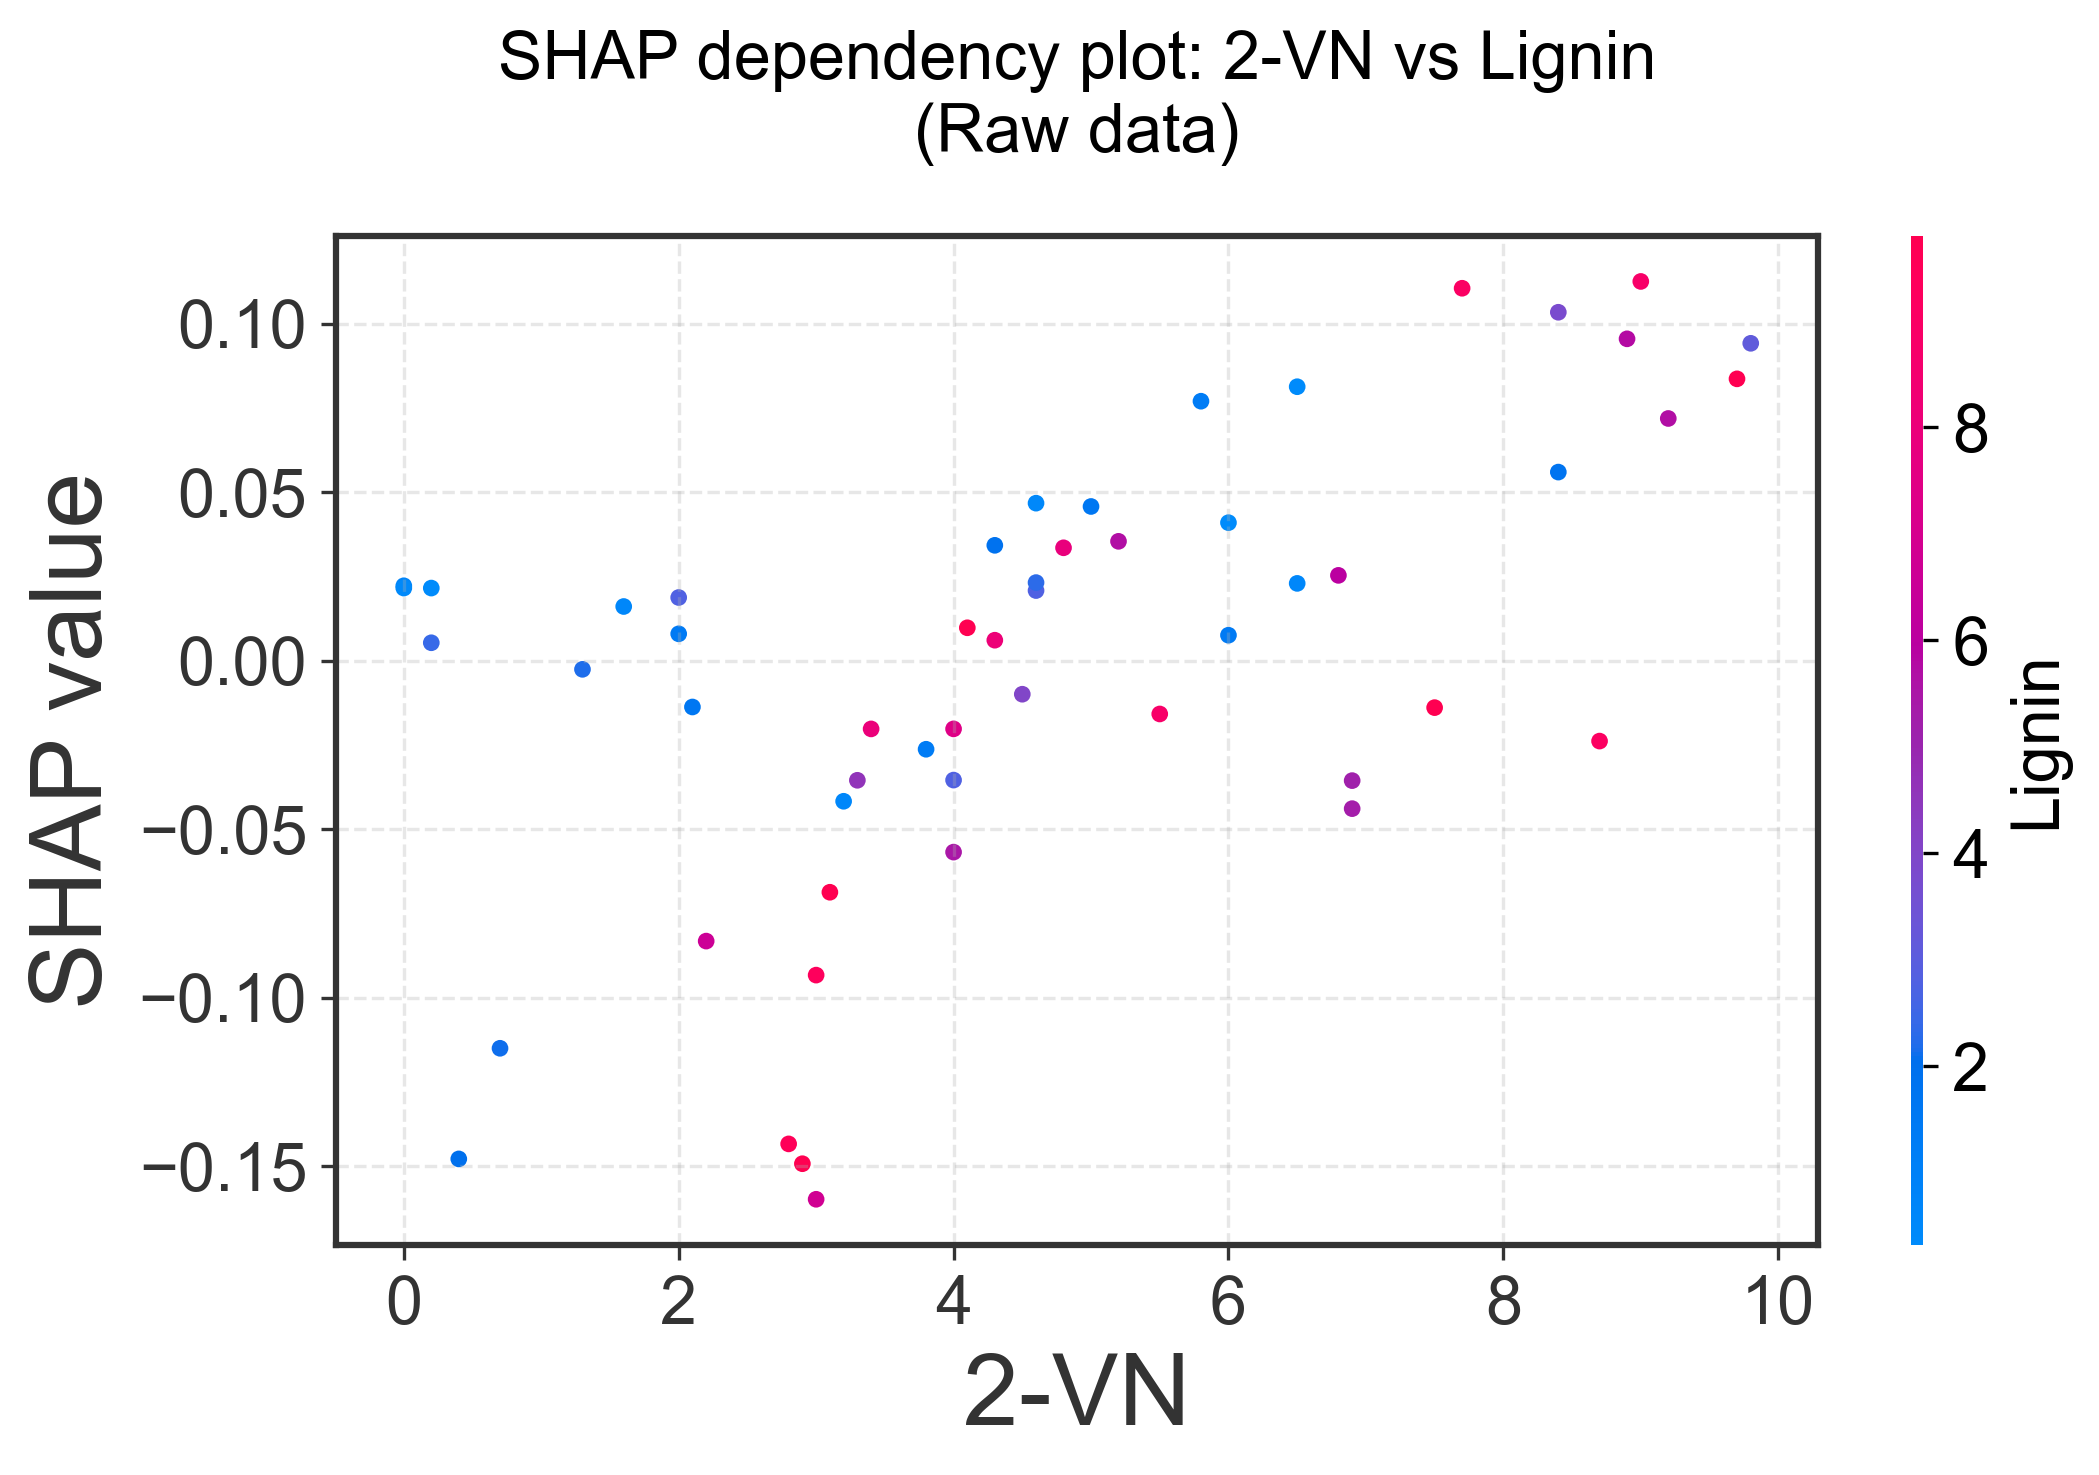 SHAP dependency plot: 2-VN vs Lignin
(Raw data)
SHAP value
0.10
0.05
0.00
−0.05
−0.10
−0.15
0 2 4 6 8 10
2-VN
8
6
4
2
Lignin